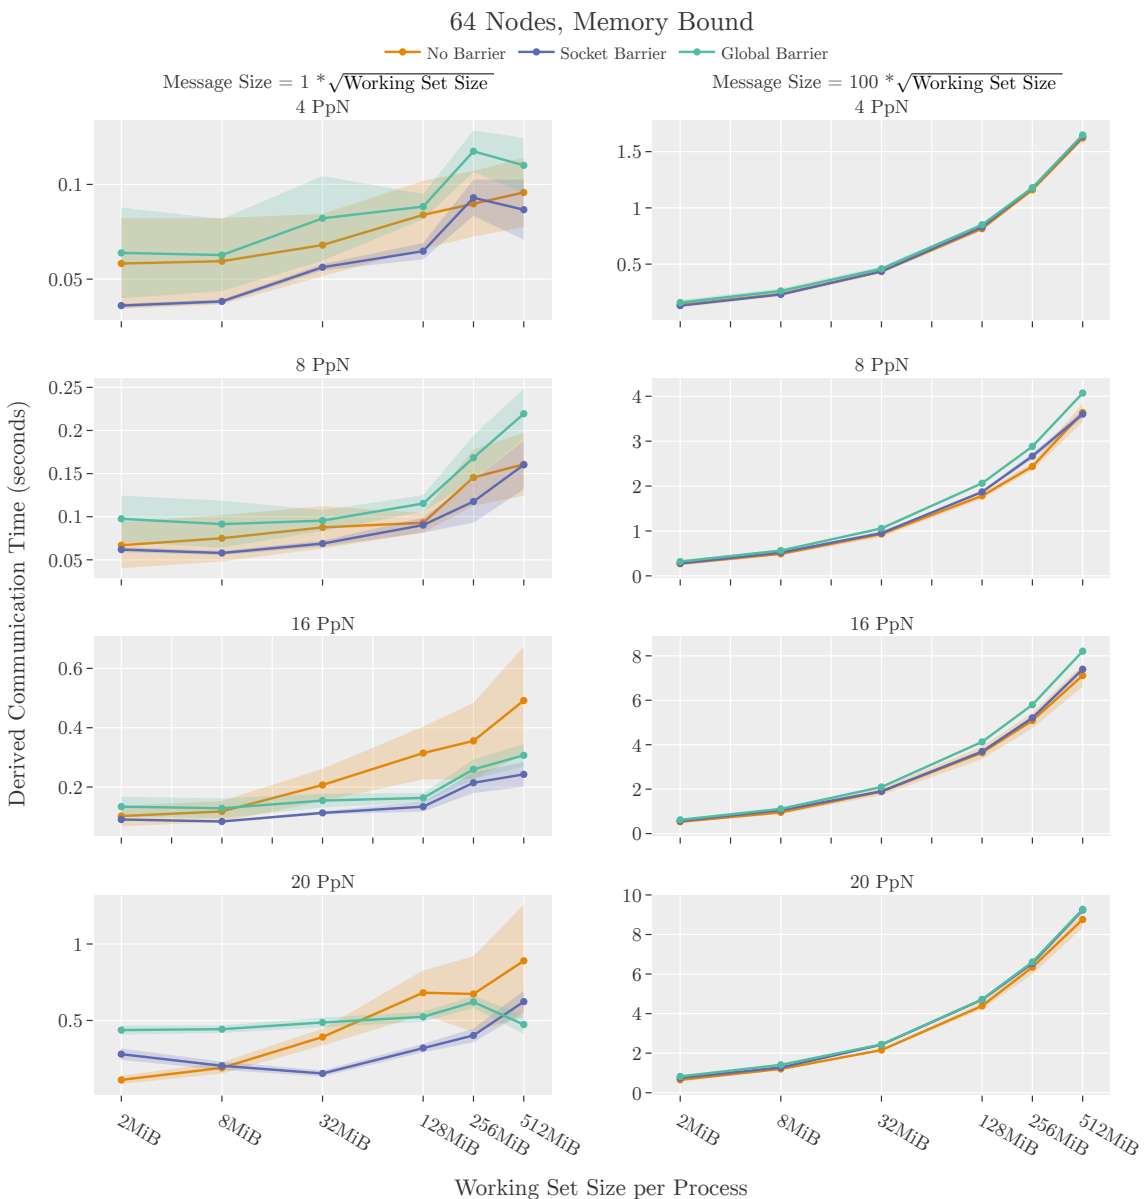 64 Nodes, Memory Bound
No Barrier Socket Barrier Global Barrier
Message Size = 1 *√Working Set Size
Message Size = 100 *√Working Set Size
4 PpN
4 PpN
0.1
0.05
1.5
1
0.5
8 PpN
8 PpN
0.25
0.2
0.15
0.1
0.05
4
3
2
1
0
16 PpN
16 PpN
0.6
0.4
0.2
8
6
4
2
0
20 PpN
20 PpN
1
0.5
10
8
6
4
2
0
2MiB 8MiB 32MiB 128MiB 256MiB 512MiB
2MiB 8MiB 32MiB 128MiB 256MiB 512MiB
Derived Communication Time (seconds)
Working Set Size per Process